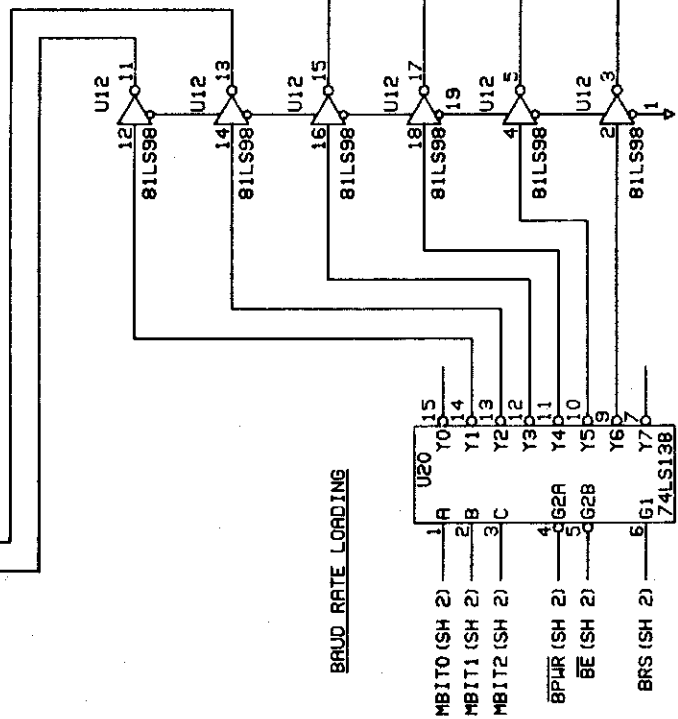 U12 11
12 81LS98
U12 13
14 81LS98
U12 15
16 81LS98
U12 17
18 81LS98
19
U12 5
4 81LS98
U12 3
2 81LS98
1
BAUD RATE LOADING
U20
74LS138
MBIT0 (SH 2) 1 A
MBIT1 (SH 2) 2 B
MBIT2 (SH 2) 3 C
BPWR (SH 2) 4 G2A
BE (SH 2) 5 G2B
BRS (SH 2) 6 G1
Y0 15
Y1 14
Y2 13
Y3 12
Y4 11
Y5 10
Y6 9
Y7 7